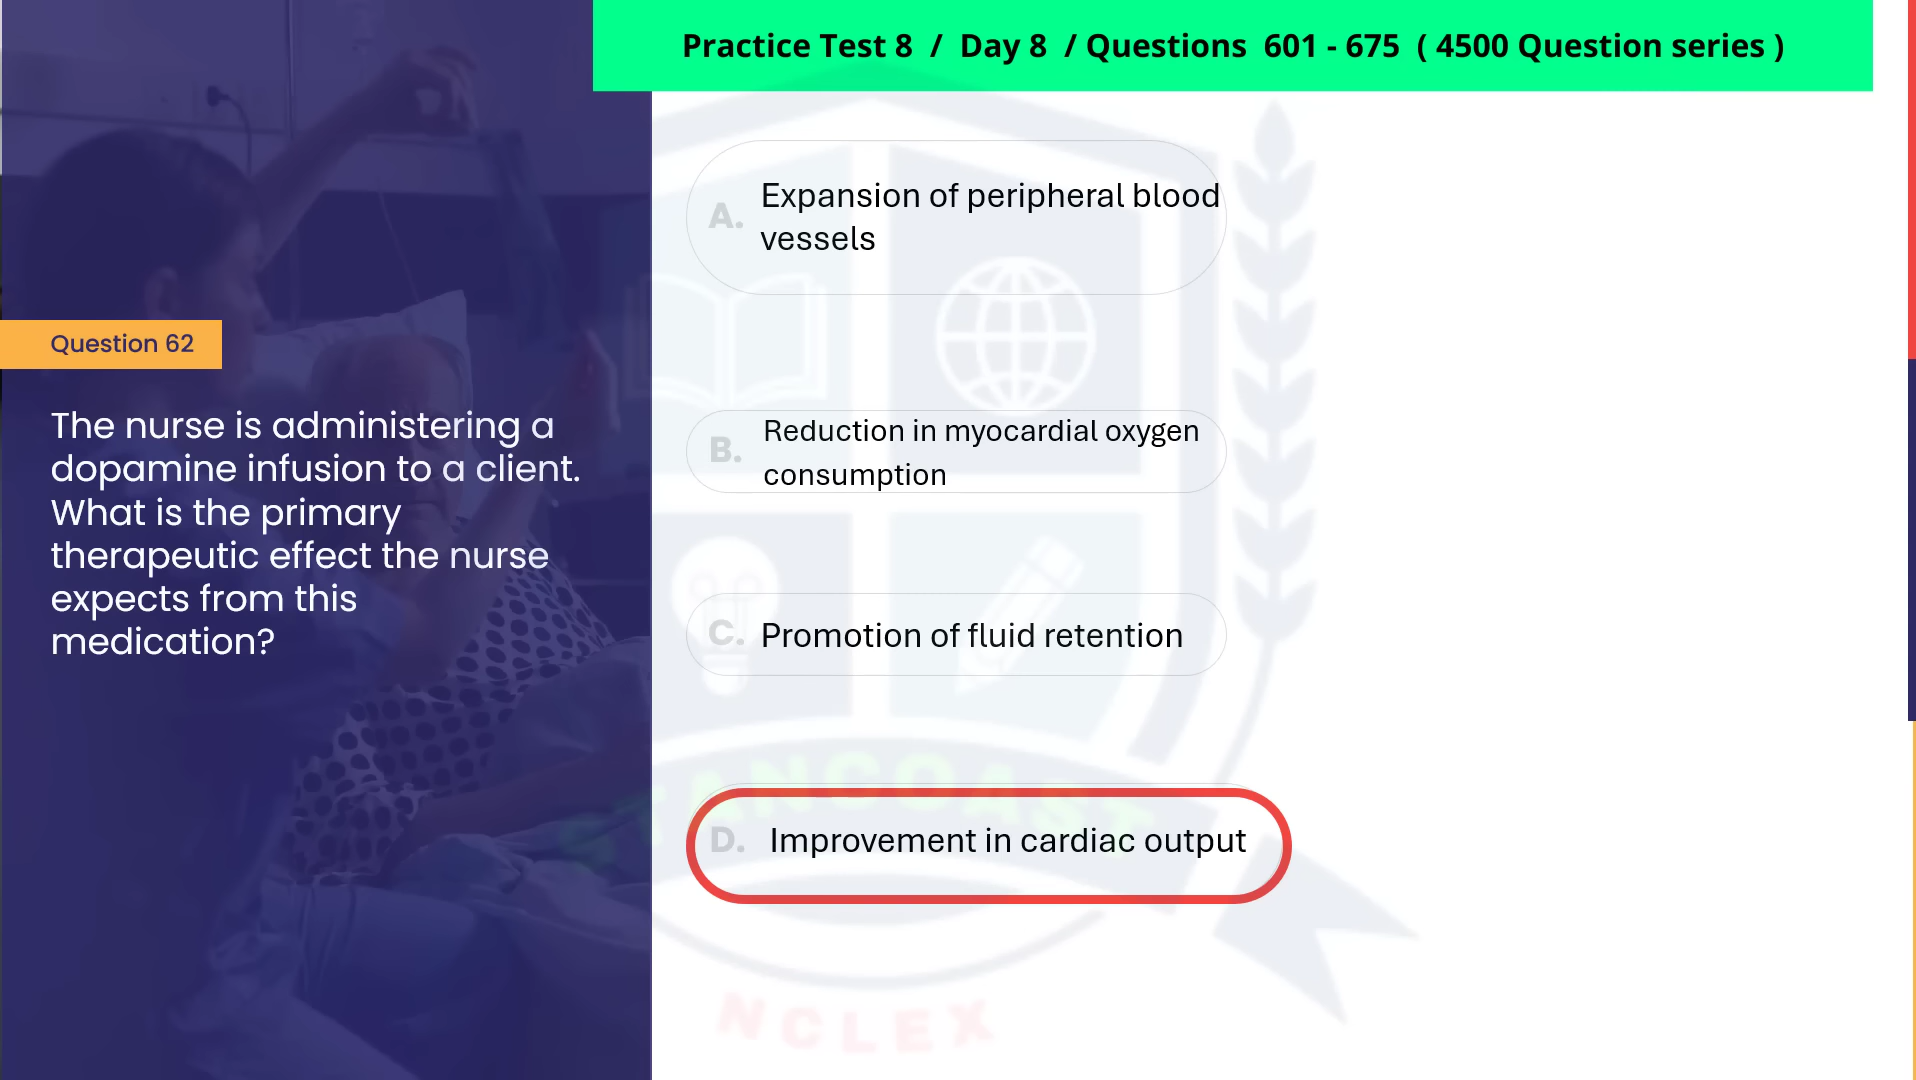 Practice Test 8 / Day 8 / Questions 601 - 675 ( 4500 Question series )
Question 62
The nurse is administering a
dopamine infusion to a client.
What is the primary
therapeutic effect the nurse
expects from this
medication?
A. Expansion of peripheral blood
vessels
B. Reduction in myocardial oxygen
consumption
C. Promotion of fluid retention
D. Improvement in cardiac output
STANCOAST
NCLEX